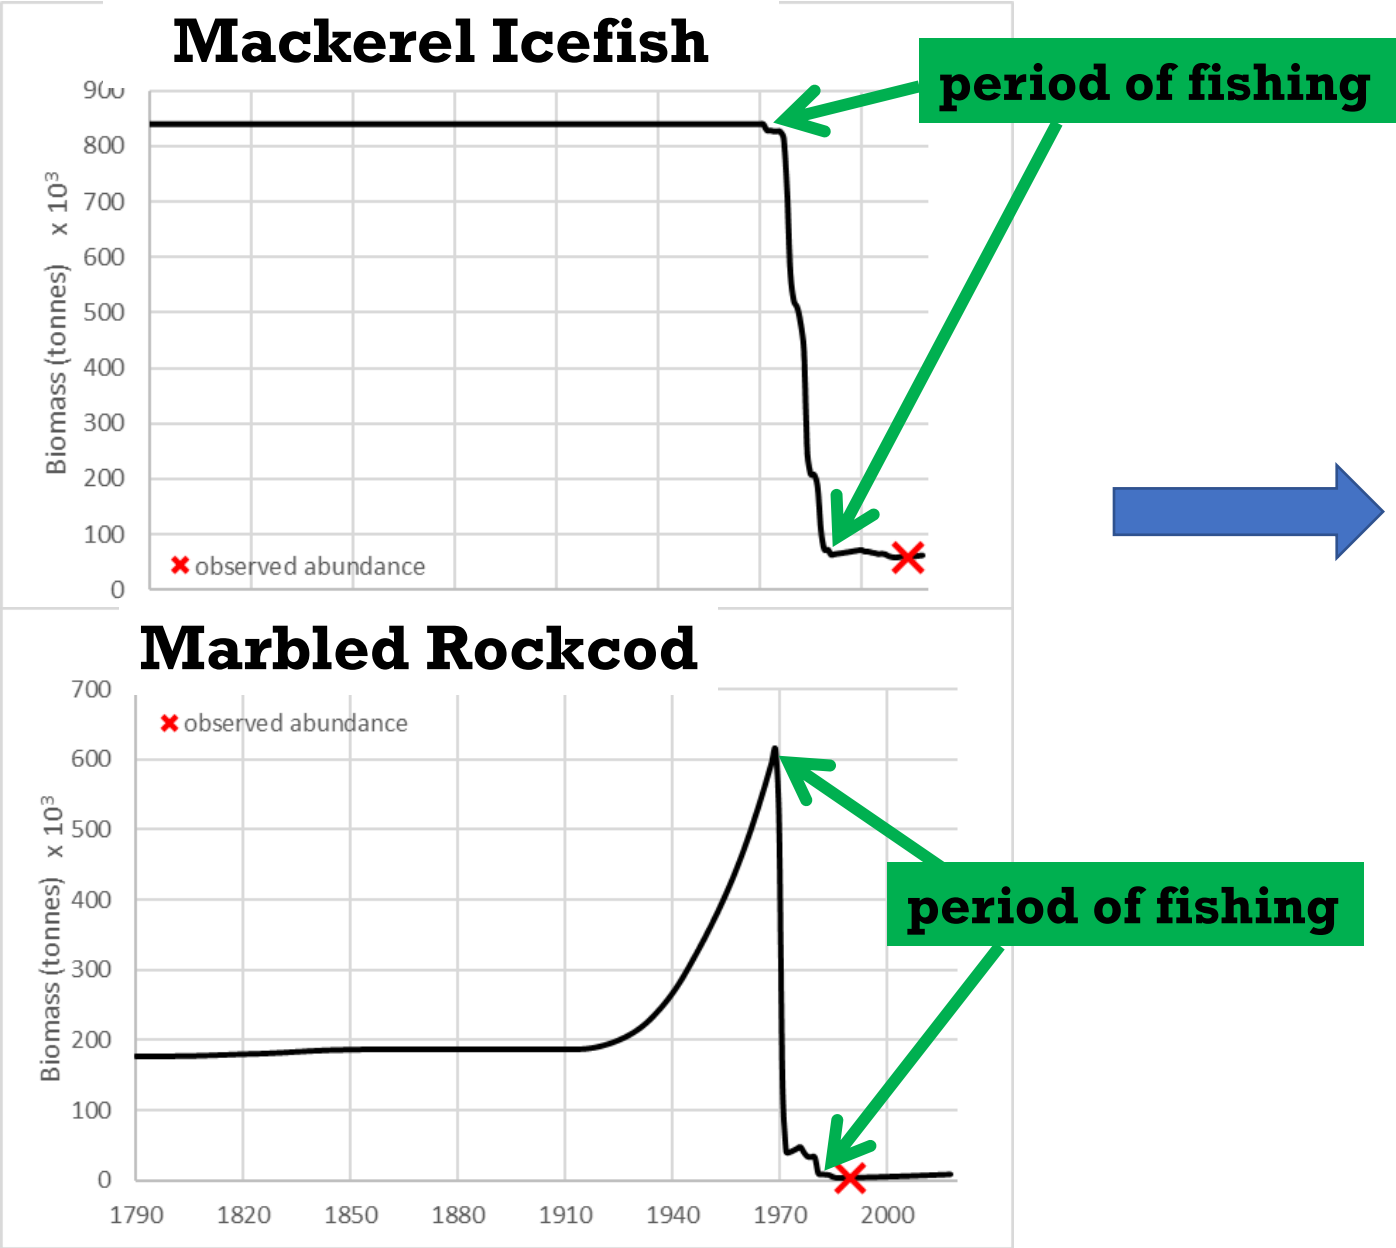 Mackerel Icefish
period of fishing
900
800
700
600
500
400
300
200
100
0
Biomass (tonnes) x 10³
observed abundance
Marbled Rockcod
700
600
500
400
300
200
100
0
Biomass (tonnes) x 10³
observed abundance
period of fishing
1790 1820 1850 1880 1910 1940 1970 2000